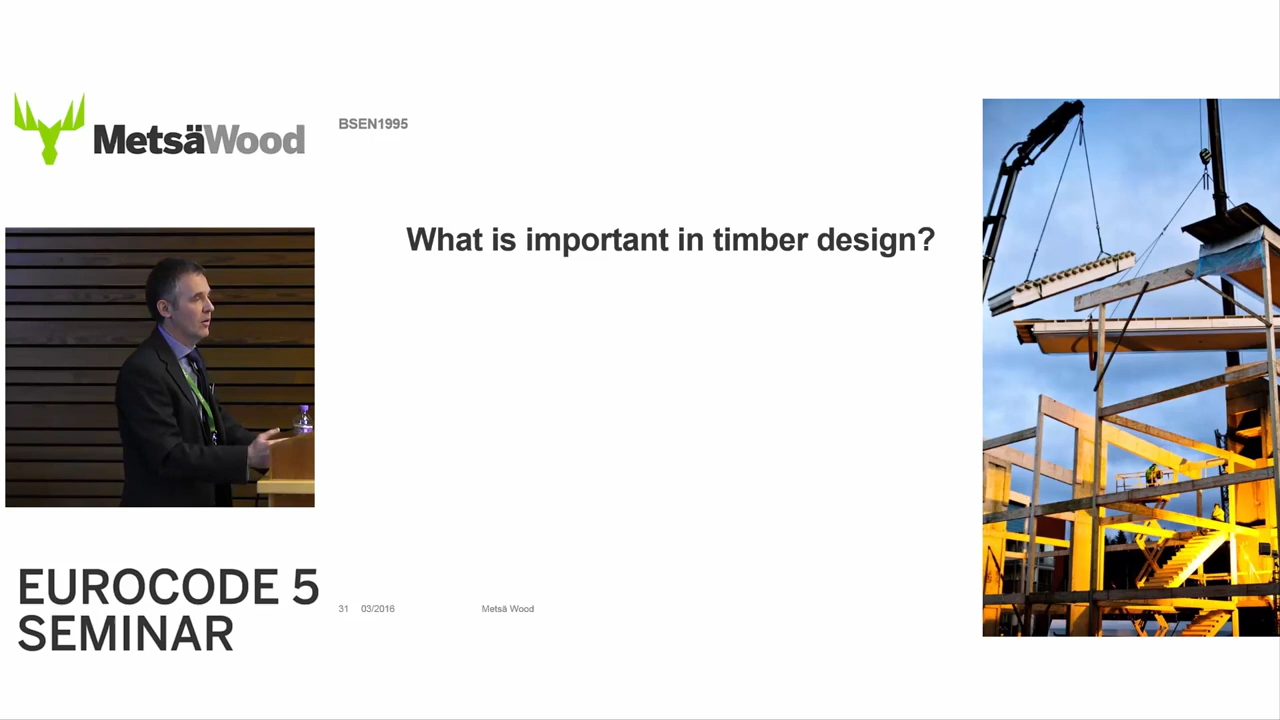 MetsäWood
BSEN1995
What is important in timber design?
EUROCODE 5
SEMINAR
31 03/2016 Metsä Wood